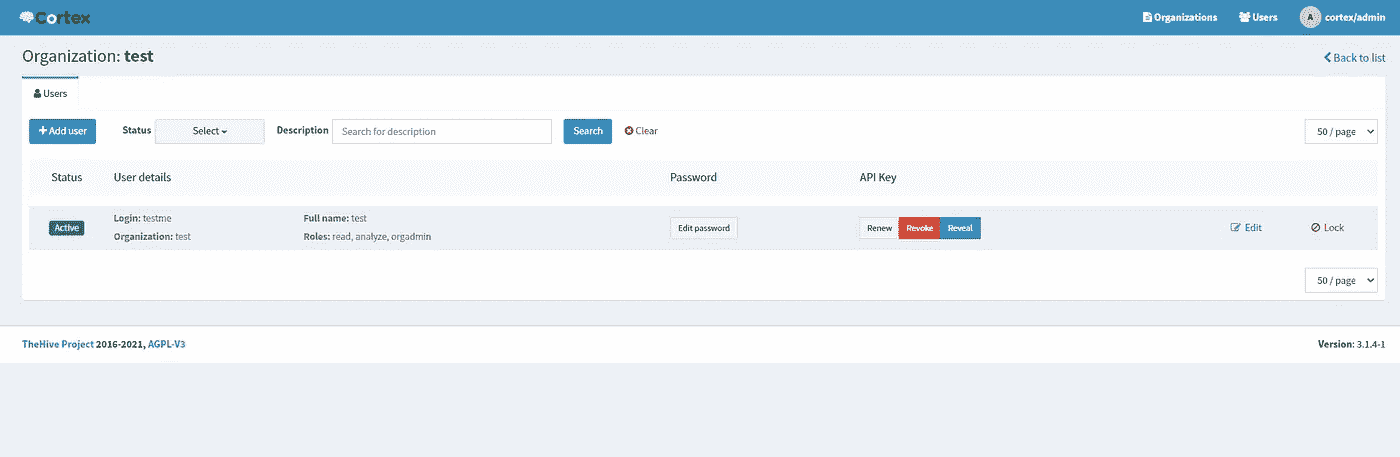 Cortex
Organizations Users A cortex/admin
Organization: test
Back to list
Users
Add user Status Select Description Search for description Search Clear 50 / page
Status User details Password API Key
Active Login: testme Full name: test Edit password Renew Revoke Reveal Edit Lock
Organization: test Roles: read, analyze, orgadmin
50 / page
TheHive Project 2016-2021, AGPL-V3 Version: 3.1.4-1